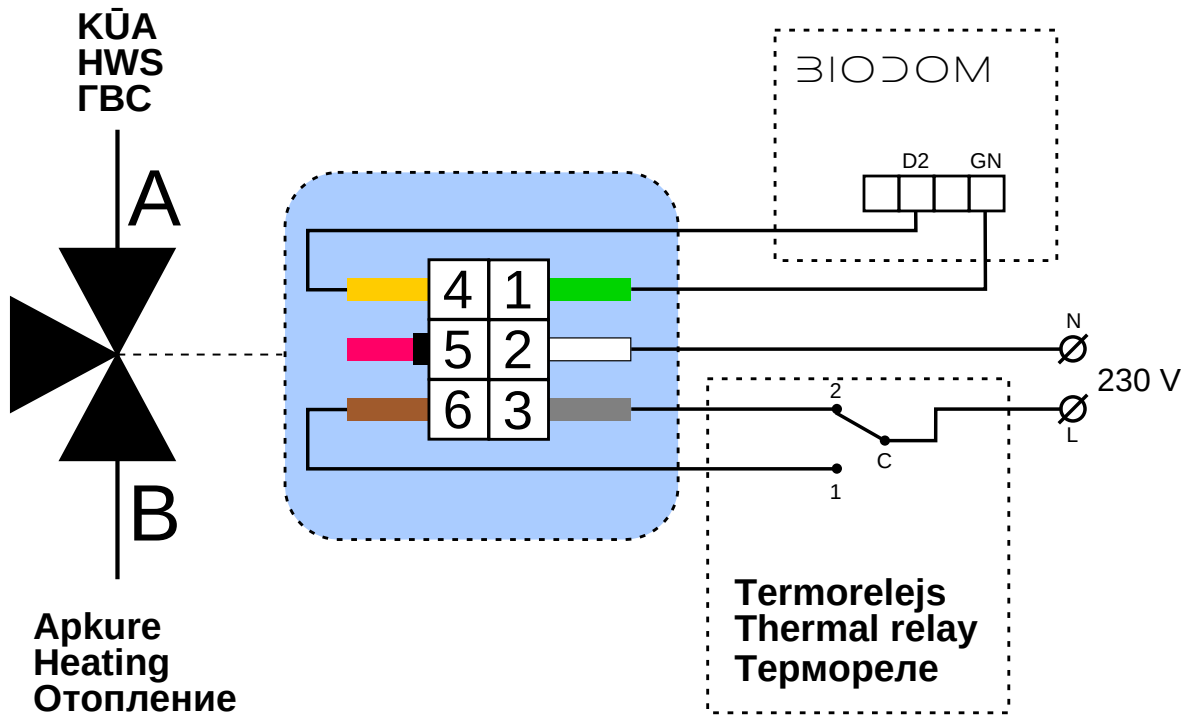 KŪA
HWS
ГВС
A
B
Apkure
Heating
Отопление
BIODOM
D2 GN
4 1
5 2
6 3
N
230 V
L
2
C
1
Termorelejs
Thermal relay
Термореле